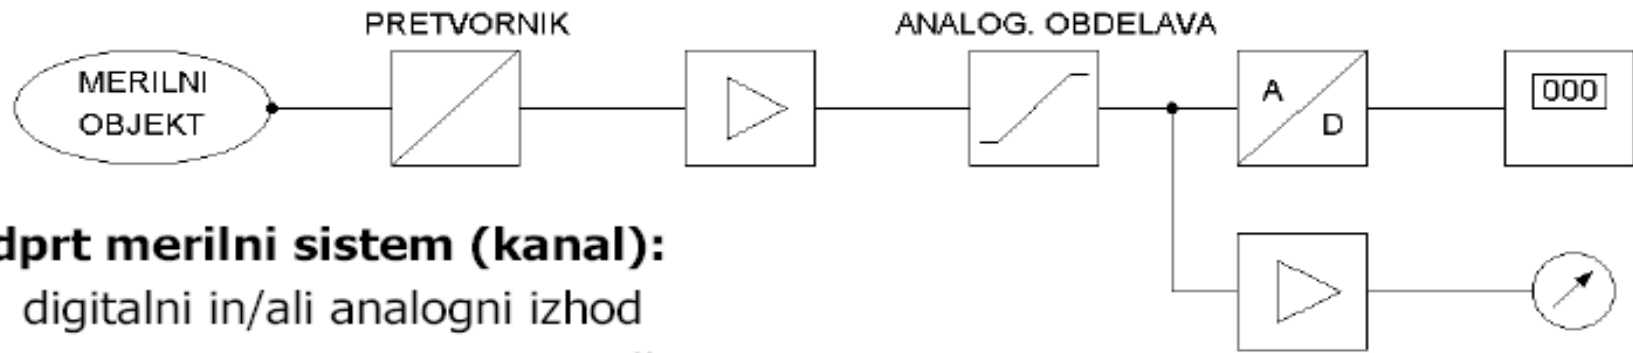 PRETVORNIK
ANALOG. OBDELAVA
MERILNI
OBJEKT
A
D
000
dprt merilni sistem (kanal):
digitalni in/ali analogni izhod